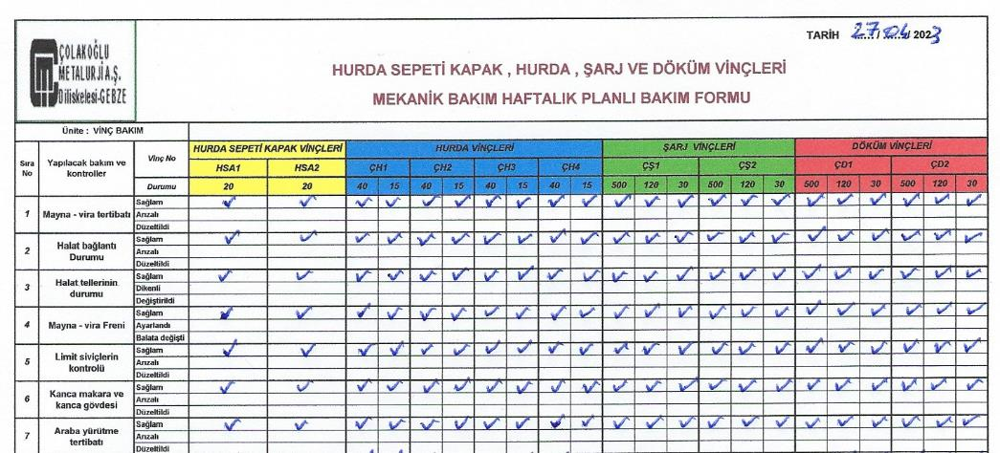 TARİH 27/04/2023
ÇOLAKOĞLU
METALURJİ A.Ş.
Diliskelesi-GEBZE
HURDA SEPETİ KAPAK , HURDA , ŞARJ VE DÖKÜM VİNÇLERİ
MEKANİK BAKIM HAFTALIK PLANLI BAKIM FORMU
Ünite : VİNÇ BAKIM
Sıra No Yapılacak bakım ve kontroller Vinç No HURDA SEPETİ KAPAK VİNÇLERİ HURDA VİNÇLERİ ŞARJ VİNÇLERİ DÖKÜM VİNÇLERİ
HSA1 HSA2 ÇH1 ÇH2 ÇH3 ÇH4 ÇŞ1 ÇŞ2 ÇD1 ÇD2
Durumu 20 20 40 15 40 15 40 15 40 15 500 120 30 500 120 30 500 120 30 500 120 30
1 Mayna - vira tertibatı Sağlam ✓ ✓ ✓ ✓ ✓ ✓ ✓ ✓ ✓ ✓ ✓ ✓ ✓ ✓ ✓ ✓ ✓ ✓ ✓ ✓ ✓ ✓
Arızalı
Düzeltildi
2 Halat bağlantı Durumu Sağlam ✓ ✓ ✓ ✓ ✓ ✓ ✓ ✓ ✓ ✓ ✓ ✓ ✓ ✓ ✓ ✓ ✓ ✓ ✓ ✓ ✓ ✓
Arızalı
Düzeltildi
3 Halat tellerinin durumu Sağlam ✓ ✓ ✓ ✓ ✓ ✓ ✓ ✓ ✓ ✓ ✓ ✓ ✓ ✓ ✓ ✓ ✓ ✓ ✓ ✓ ✓ ✓
Dikenli
Değiştirildi
4 Mayna - vira Freni Sağlam ✓ ✓ ✓ ✓ ✓ ✓ ✓ ✓ ✓ ✓ ✓ ✓ ✓ ✓ ✓ ✓ ✓ ✓ ✓ ✓ ✓ ✓
Ayarlandı
Balata değişti
5 Limit siviçlerin kontrolü Sağlam ✓ ✓ ✓ ✓ ✓ ✓ ✓ ✓ ✓ ✓ ✓ ✓ ✓ ✓ ✓ ✓ ✓ ✓ ✓ ✓ ✓ ✓
Arızalı
Düzeltildi
6 Kanca makara ve kanca gövdesi Sağlam ✓ ✓ ✓ ✓ ✓ ✓ ✓ ✓ ✓ ✓ ✓ ✓ ✓ ✓ ✓ ✓ ✓ ✓ ✓ ✓ ✓ ✓
Arızalı
Düzeltildi
7 Araba yürütme tertibatı Sağlam ✓ ✓ ✓ ✓ ✓ ✓ ✓ ✓ ✓ ✓ ✓ ✓ ✓ ✓ ✓ ✓ ✓ ✓ ✓ ✓ ✓ ✓
Arızalı
Düzeltildi